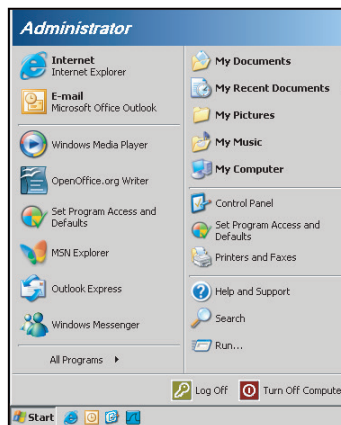 Administrator
Internet
Internet Explorer
E-mail
Microsoft Office Outlook
Windows Media Player
OpenOffice.org Writer
Set Program Access and
Defaults
MSN Explorer
Outlook Express
Windows Messenger
All Programs
My Documents
My Recent Documents
My Pictures
My Music
My Computer
Control Panel
Set Program Access and
Defaults
Printers and Faxes
Help and Support
Search
Run...
Log Off
Turn Off Compute
Start